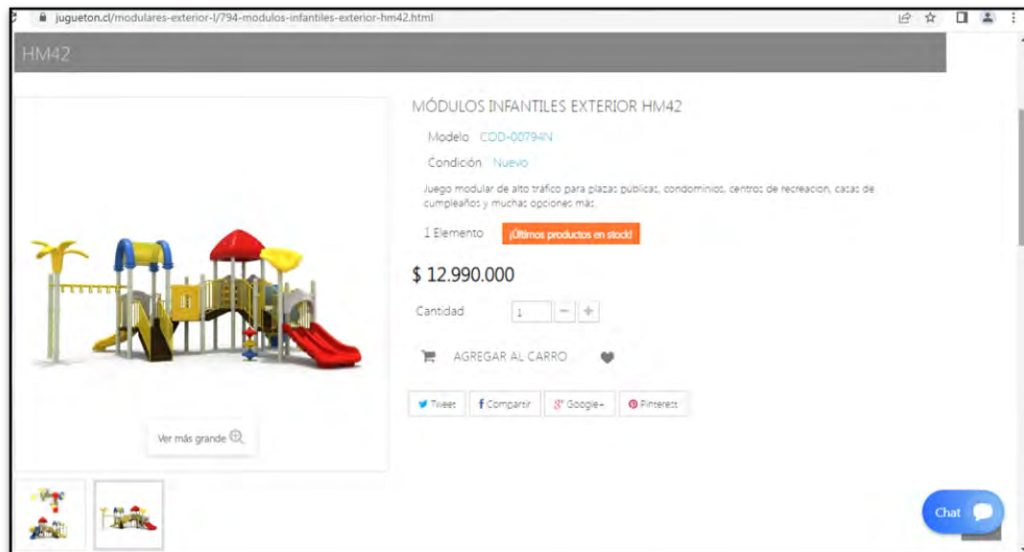 jugueton.cl/modulares-exterior-l/794-modulos-infantiles-exterior-hm42.html
HM42
MÓDULOS INFANTILES EXTERIOR HM42
Modelo COD-00794N
Condición Nuevo
Juego modular de alto tráfico para plazas publicas, condominios, centros de recreacion, casas de
cumpleaños y muchas opciones más.
1 Elemento ¡Últimos productos en stock!
$ 12.990.000
Cantidad 1
AGREGAR AL CARRO
Tweet Compartir Google+ Pinterest
Ver más grande
Chat